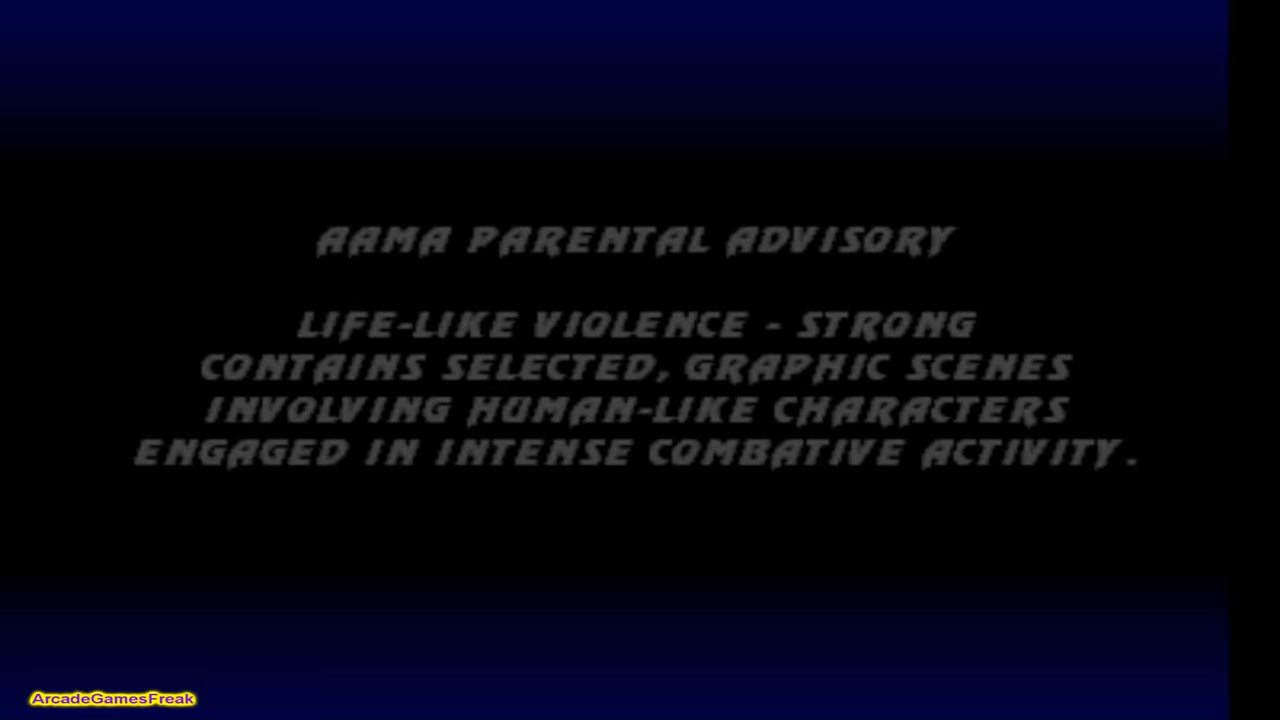 AAMA PARENTAL ADVISORY
LIFE-LIKE VIOLENCE - STRONG
CONTAINS SELECTED, GRAPHIC SCENES
INVOLVING HUMAN-LIKE CHARACTERS
ENGAGED IN INTENSE COMBATIVE ACTIVITY.
ArcadeGamesFreak